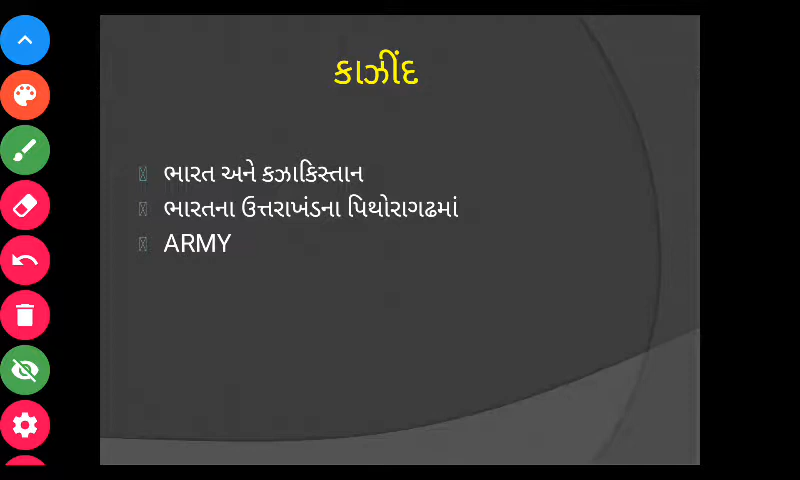 કાઝીંદ
ભારત અને કઝાકિસ્તાન
ભારતના ઉત્તરાખંડના પિથોરાગઢમાં
ARMY